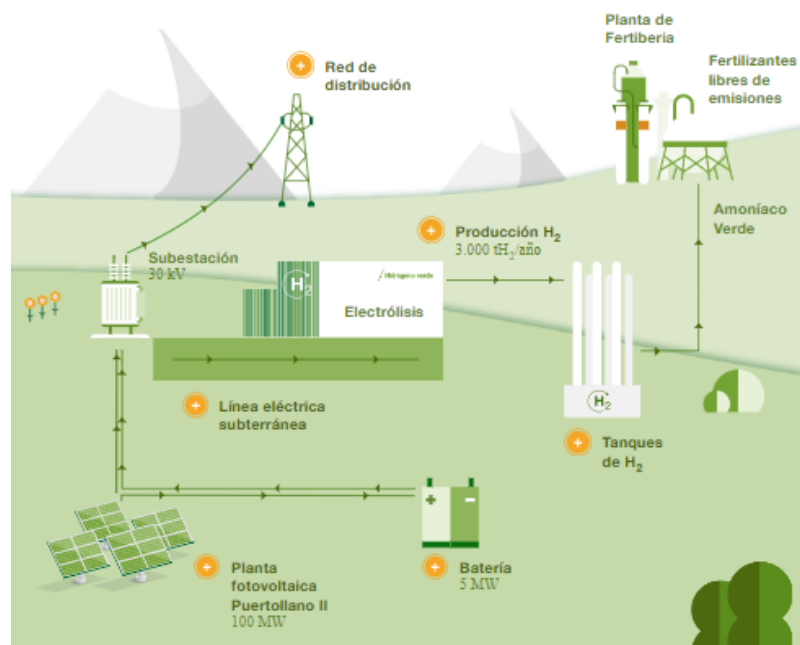 Planta de
Fertiberia
Fertilizantes
libres de
emisiones
Red de
distribución
Amoníaco
Verde
Producción H₂
3.000 tH₂/año
Subestación
30 kV
H₂
Hidrógeno verde
Electrólisis
Línea eléctrica
subterránea
H₂
Tanques
de H₂
Planta
fotovoltaica
Puertollano II
100 MW
Batería
5 MW